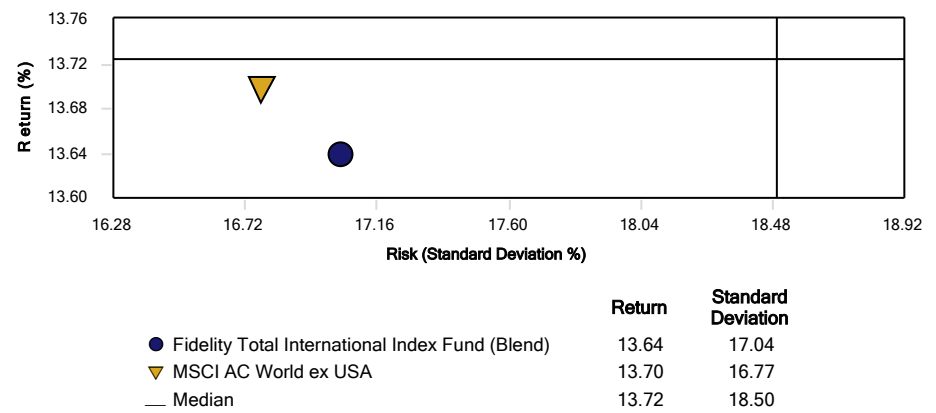 13.76
13.72
13.68
13.64
13.60
Return (%)
16.28 16.72 17.16 17.60 18.04 18.48 18.92
Risk (Standard Deviation %)
Return Standard Deviation
Fidelity Total International Index Fund (Blend) 13.64 17.04
MSCI AC World ex USA 13.70 16.77
Median 13.72 18.50